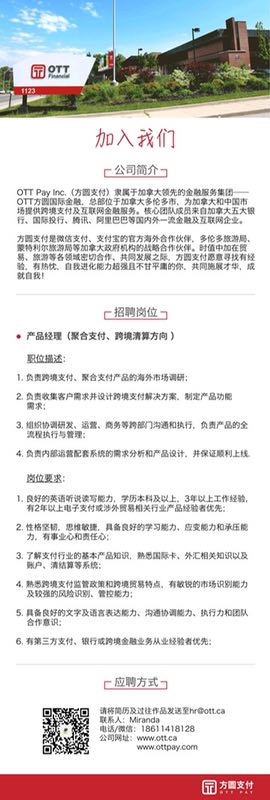 OTT
Financial
1123
加入我们
公司简介
OTT Pay Inc.（方圆支付）隶属于加拿大领先的金融服务集团——
OTT方圆国际金融，总部位于加拿大多伦多市，为加拿大和中国市
场提供跨境支付及互联网金融服务。核心团队成员来自加拿大五大银
行、国际投行、腾讯、阿里巴巴等国内外一流金融及互联网企业。
方圆支付是微信支付、支付宝的官方海外合作伙伴，多伦多旅游局、
蒙特利尔旅游局等加拿大政府机构的战略合作伙伴。时值中加在贸
易、旅游等各领域密切合作、共同发展之际，方圆支付愿意寻找有经
验，有热忱，自我进化能力超强且不甘平庸的你，共同施展才华，成
就自我！
招聘岗位
● 产品经理（聚合支付、跨境清算方向 ）
职位描述：
1. 负责跨境支付、聚合支付产品的海外市场调研；
2. 负责收集客户需求并设计跨境支付解决方案，制定产品功能
需求；
3. 组织协调研发、运营、商务等跨部门沟通和执行，负责产品的全
流程执行与管理；
4. 负责内部运营配套系统的需求分析和产品设计，并保证顺利上线.
岗位要求：
1. 良好的英语听说读写能力，学历本科及以上，3年以上工作经验，
有2年以上电子支付或涉外贸易相关行业产品经验者优先；
2. 性格坚韧，思维敏捷，具备良好的学习能力、应变能力和承压能
力，有事业心和责任心；
3. 了解支付行业的基本产品知识，熟悉国际卡、外汇相关知识以及
账户、清结算等系统；
4. 熟悉跨境支付监管政策和跨境贸易特点，有敏锐的市场识别能力
及较强的风险识别、管控能力；
5. 具备良好的文字及语言表达能力、沟通协调能力、执行力和团队
合作意识；
6. 有第三方支付、银行或跨境金融业务从业经验者优先；
应聘方式
请将简历及过往作品发送至hr@ott.ca
联系人：Miranda
电话/微信：18611418128
公司网址：www.ott.ca
www.ottpay.com
方圆支付
OTT PAY